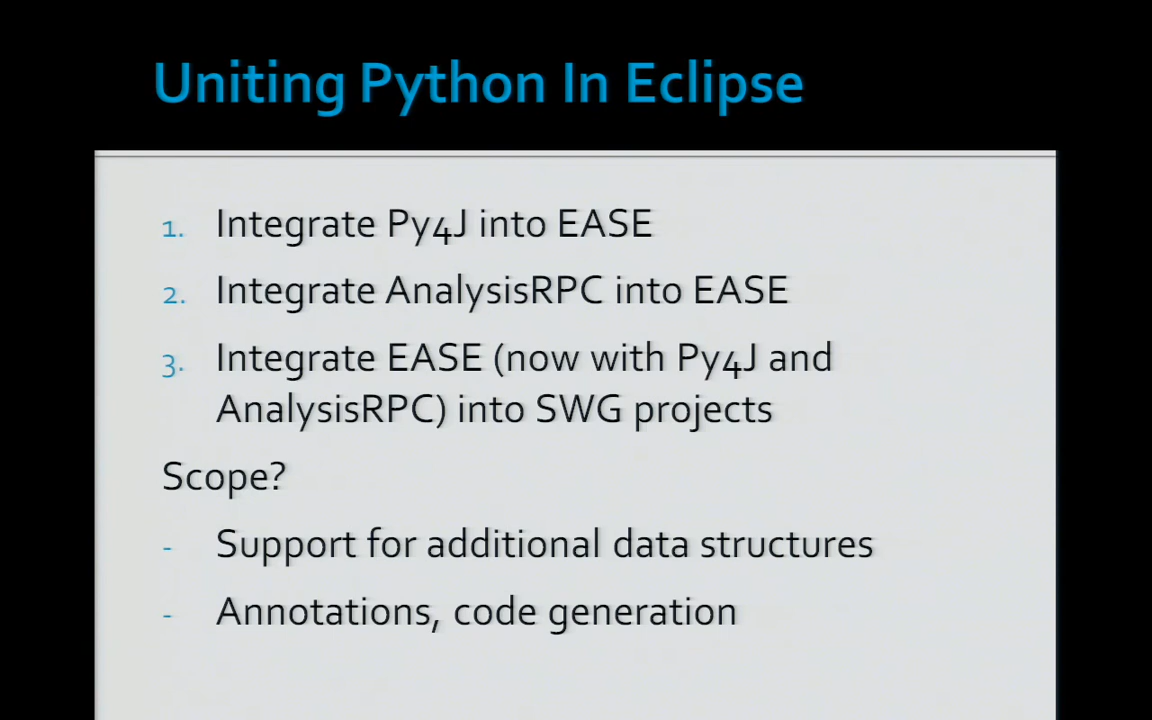 Uniting Python In Eclipse
1. Integrate Py4J into EASE
2. Integrate AnalysisRPC into EASE
3. Integrate EASE (now with Py4J and
AnalysisRPC) into SWG projects
Scope?
- Support for additional data structures
- Annotations, code generation